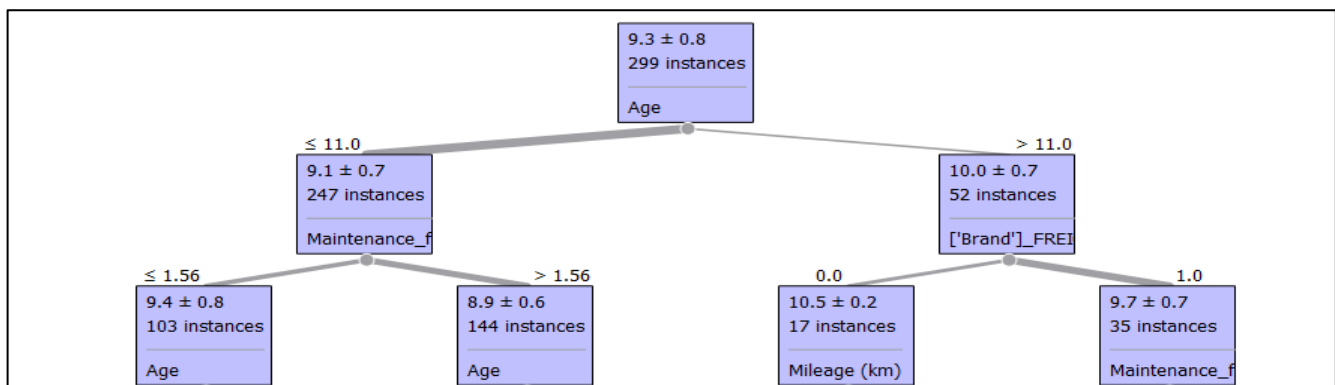 9.3 ± 0.8
299 instances
Age
≤ 11.0
> 11.0
9.1 ± 0.7
247 instances
Maintenance_f
10.0 ± 0.7
52 instances
['Brand']_FREI
≤ 1.56
> 1.56
0.0
1.0
9.4 ± 0.8
103 instances
Age
8.9 ± 0.6
144 instances
Age
10.5 ± 0.2
17 instances
Mileage (km)
9.7 ± 0.7
35 instances
Maintenance_f